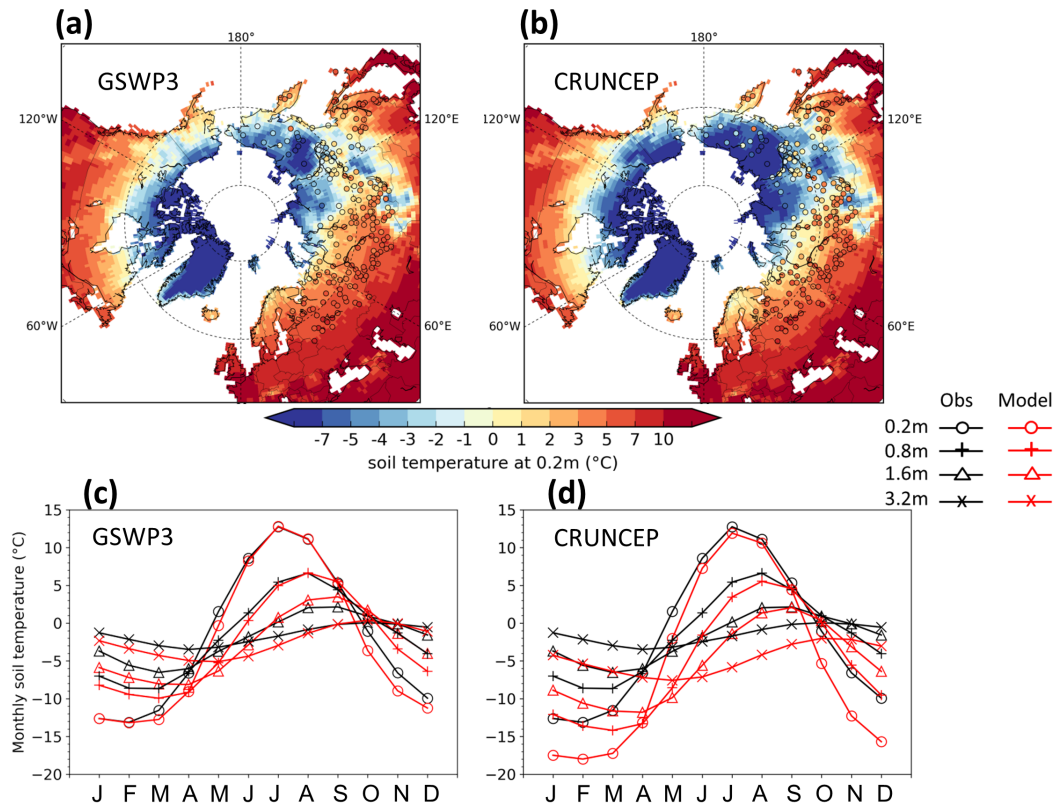 (a)
(b)
180°
180°
GSWP3
CRUNCEP
120°W
120°E
120°W
120°E
60°W
60°E
60°W
60°E
-7 -5 -4 -3 -2 -1 0 1 2 3 5 7 10
soil temperature at 0.2m (°C)
Obs Model
0.2m
0.8m
1.6m
3.2m
(c)
(d)
GSWP3
CRUNCEP
Monthly soil temperature (°C)
15
10
5
0
−5
−10
−15
−20
15
10
5
0
−5
−10
−15
−20
J F M A M J J A S O N D
J F M A M J J A S O N D